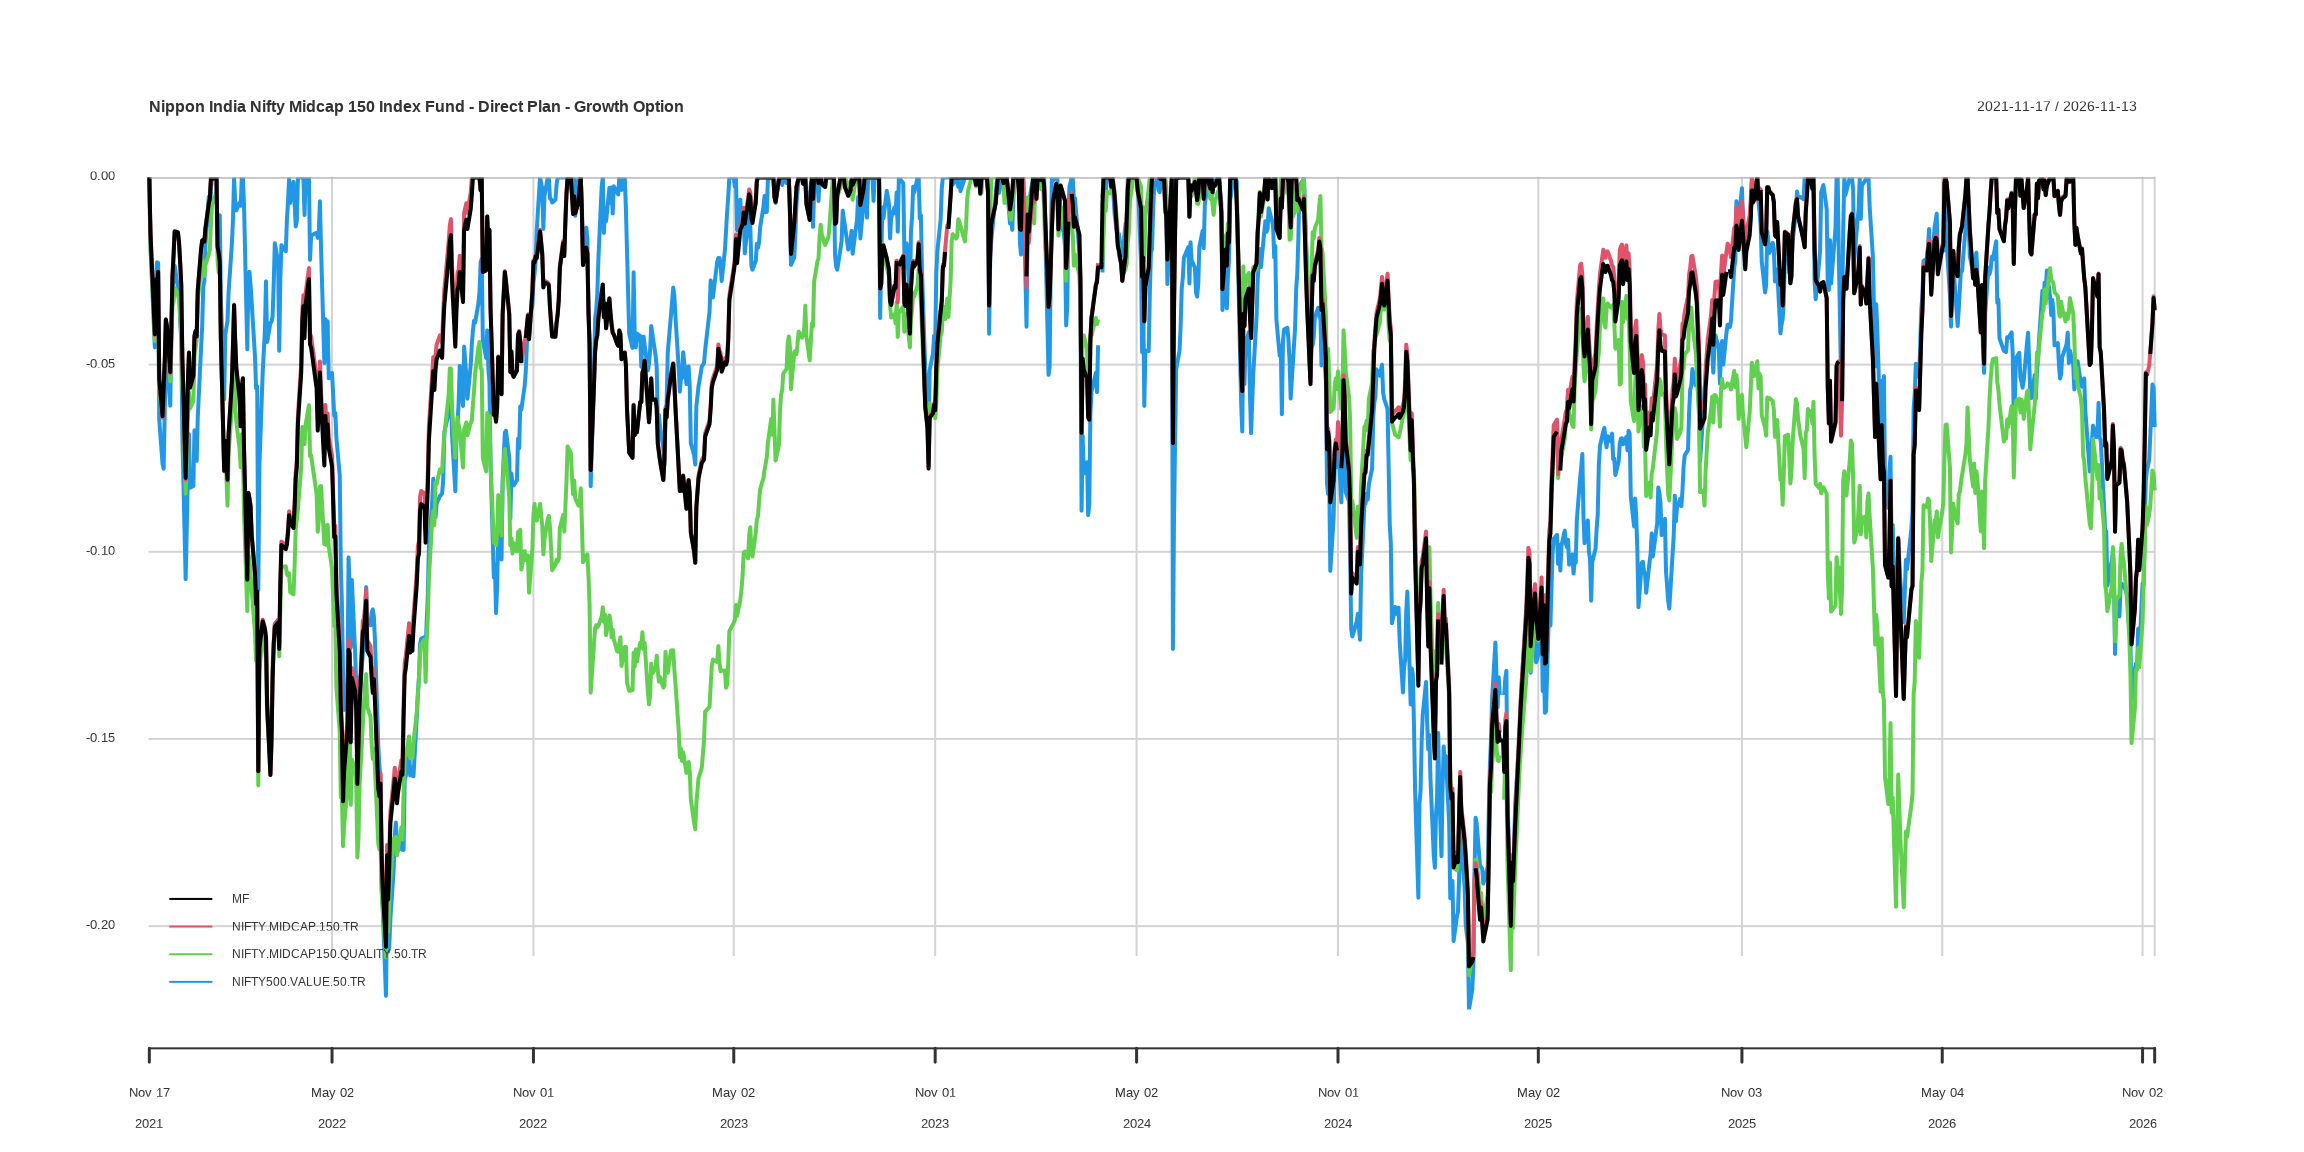 Nippon India Nifty Midcap 150 Index Fund - Direct Plan - Growth Option
2021-11-17 / 2026-11-13
0.00
-0.05
-0.10
-0.15
-0.20
MF
NIFTY.MIDCAP.150.TR
NIFTY.MIDCAP150.QUALITY.50.TR
NIFTY500.VALUE.50.TR
Nov 17 May 02 Nov 01 May 02 Nov 01 May 02 Nov 01 May 02 Nov 03 May 04 Nov 02
2021 2022 2022 2023 2023 2024 2024 2025 2025 2026 2026